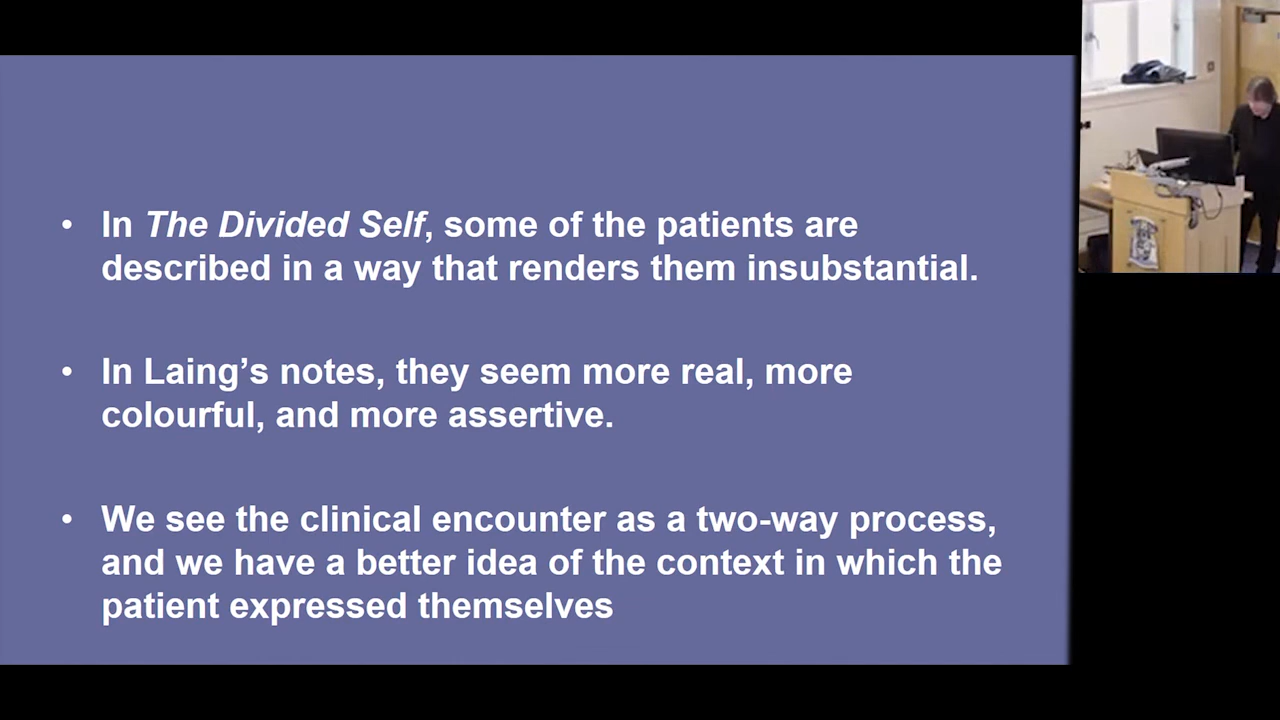 • In The Divided Self, some of the patients are
described in a way that renders them insubstantial.
• In Laing’s notes, they seem more real, more
colourful, and more assertive.
• We see the clinical encounter as a two-way process,
and we have a better idea of the context in which the
patient expressed themselves